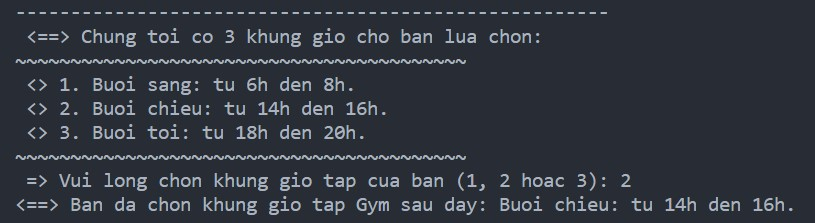 --------------------------------------------------------
<==> Chung toi co 3 khung gio cho ban lua chon:
~~~~~~~~~~~~~~~~~~~~~~~~~~~~~~~~~~~~~~~~~
<> 1. Buoi sang: tu 6h den 8h.
<> 2. Buoi chieu: tu 14h den 16h.
<> 3. Buoi toi: tu 18h den 20h.
~~~~~~~~~~~~~~~~~~~~~~~~~~~~~~~~~~~~~~~~~
=> Vui long chon khung gio tap cua ban (1, 2 hoac 3): 2
<==> Ban da chon khung gio tap Gym sau day: Buoi chieu: tu 14h den 16h.